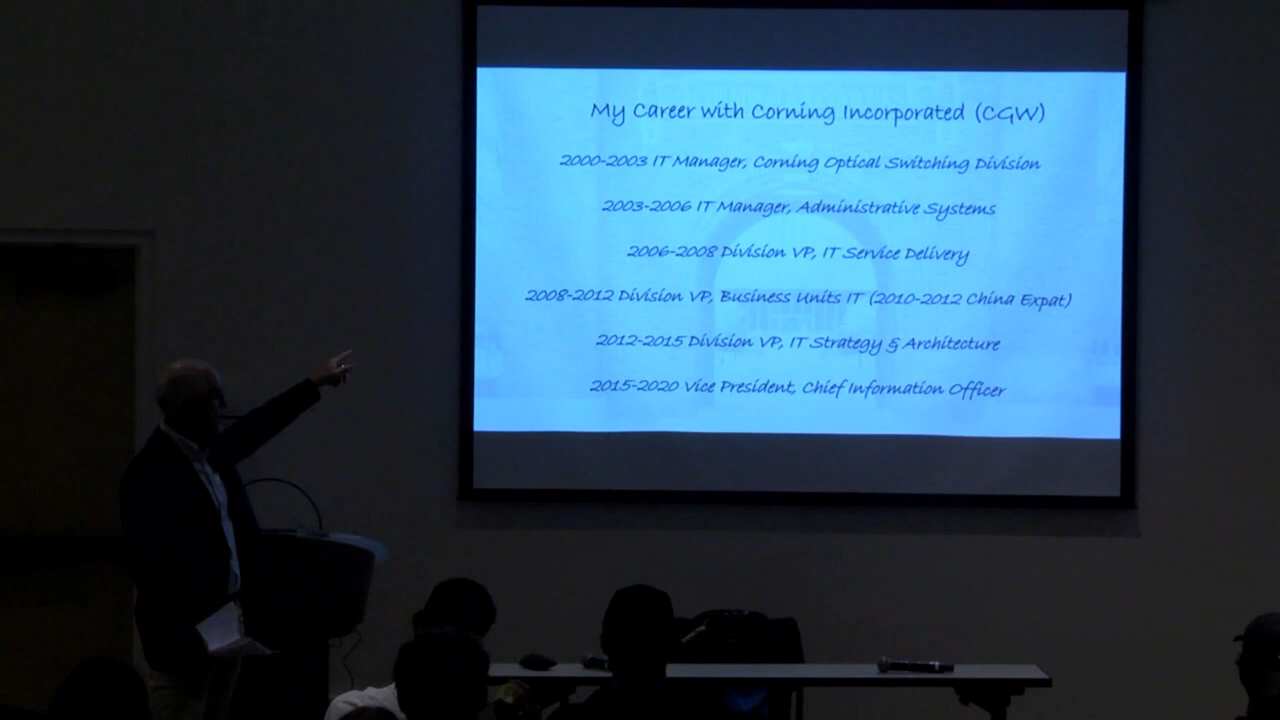 My Career with Corning Incorporated (CGW)
2000-2003 IT Manager, Corning Optical Switching Division
2003-2006 IT Manager, Administrative Systems
2006-2008 Division VP, IT Service Delivery
2008-2012 Division VP, Business Units IT (2010-2012 China Expat)
2012-2015 Division VP, IT Strategy & Architecture
2015-2020 Vice President, Chief Information Officer